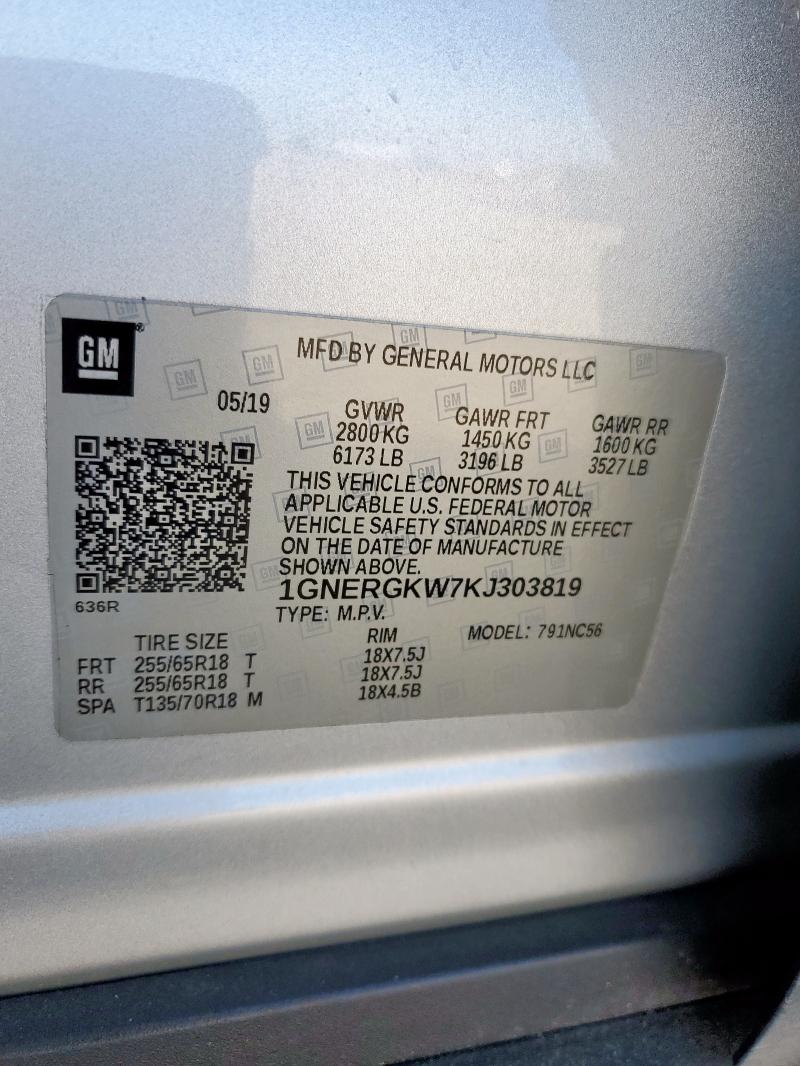 GM
MFD BY GENERAL MOTORS LLC
05/19
GVWR GAWR FRT GAWR RR
2800 KG 1450 KG 1600 KG
6173 LB 3196 LB 3527 LB
THIS VEHICLE CONFORMS TO ALL
APPLICABLE U.S. FEDERAL MOTOR
VEHICLE SAFETY STANDARDS IN EFFECT
ON THE DATE OF MANUFACTURE
SHOWN ABOVE.
636R
1GNERGKW7KJ303819
TYPE: M.P.V.
TIRE SIZE RIM MODEL: 791NC56
FRT 255/65R18 T 18X7.5J
RR 255/65R18 T 18X7.5J
SPA T135/70R18 M 18X4.5B